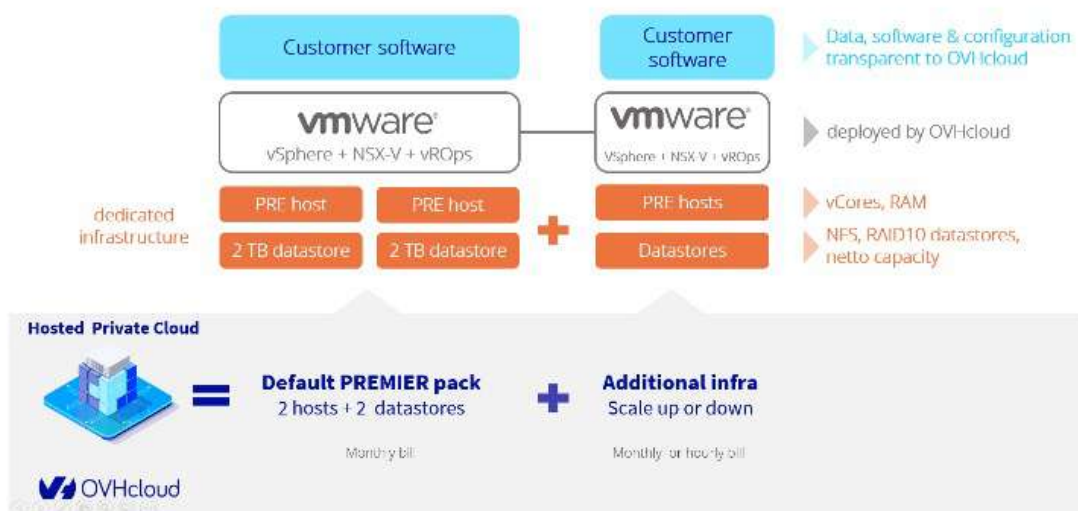 Customer software
Customer
software
Data, software & configuration
transparent to OVHcloud
vmware®
vSphere + NSX-V + vROps
vmware®
VSphere + NSX-V + vROps
deployed by OVHcloud
dedicated
infrastructure
PRE host
PRE host
PRE hosts
vCores, RAM
2 TB datastore
2 TB datastore
Datastores
NFS, RAID10 datastores,
netto capacity
Hosted Private Cloud
Default PREMIER pack
2 hosts + 2 datastores
Monthly bill
Additional infra
Scale up or down
Monthly or hourly bill
OVHcloud